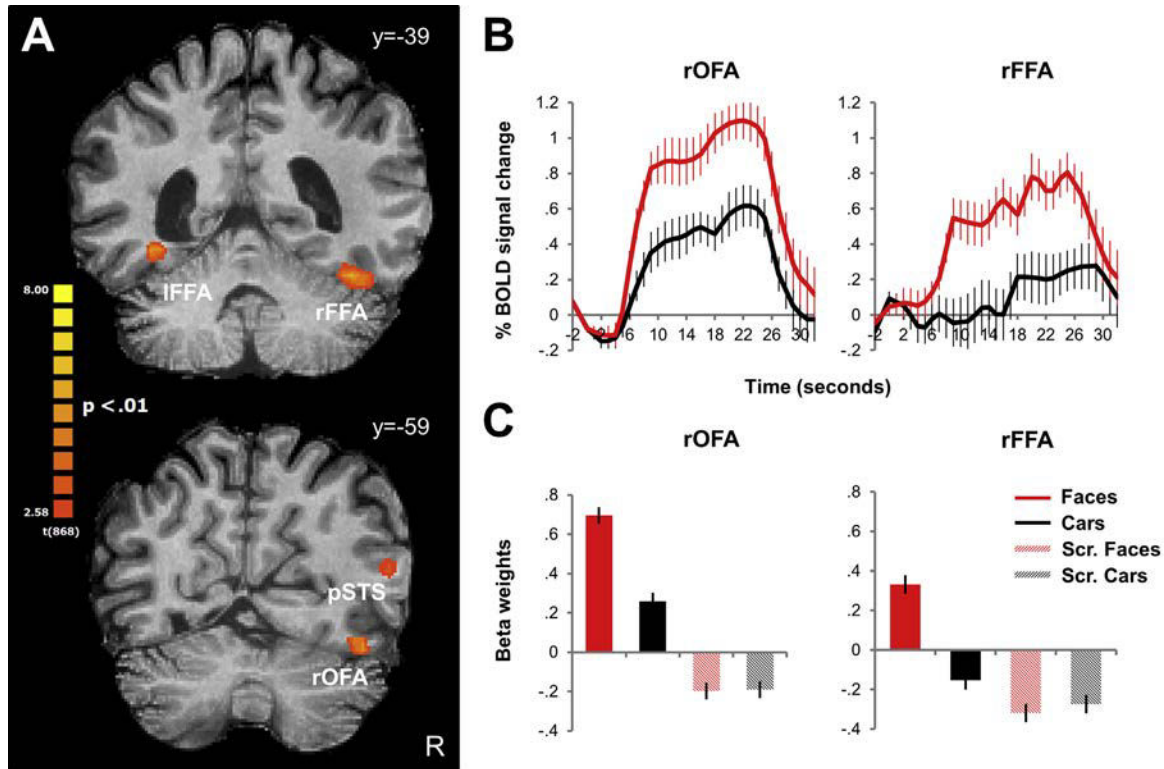 A
y=-39
lFFA
rFFA
8.00
p <.01
2.58
t(868)
y=-59
pSTS
rOFA
R
B
rOFA
rFFA
% BOLD signal change
1.2
1
.8
.6
.4
.2
0
-.2
-2 2 6 10 14 18 22 26 30
1.2
1
.8
.6
.4
.2
0
-.2
-2 2 6 10 14 18 22 26 30
Time (seconds)
C
rOFA
rFFA
Beta weights
.8
.6
.4
0.2
0
-.2
-.4
.8
.6
.4
.2
0
-.2
-.4
Faces
Cars
Scr. Faces
Scr. Cars